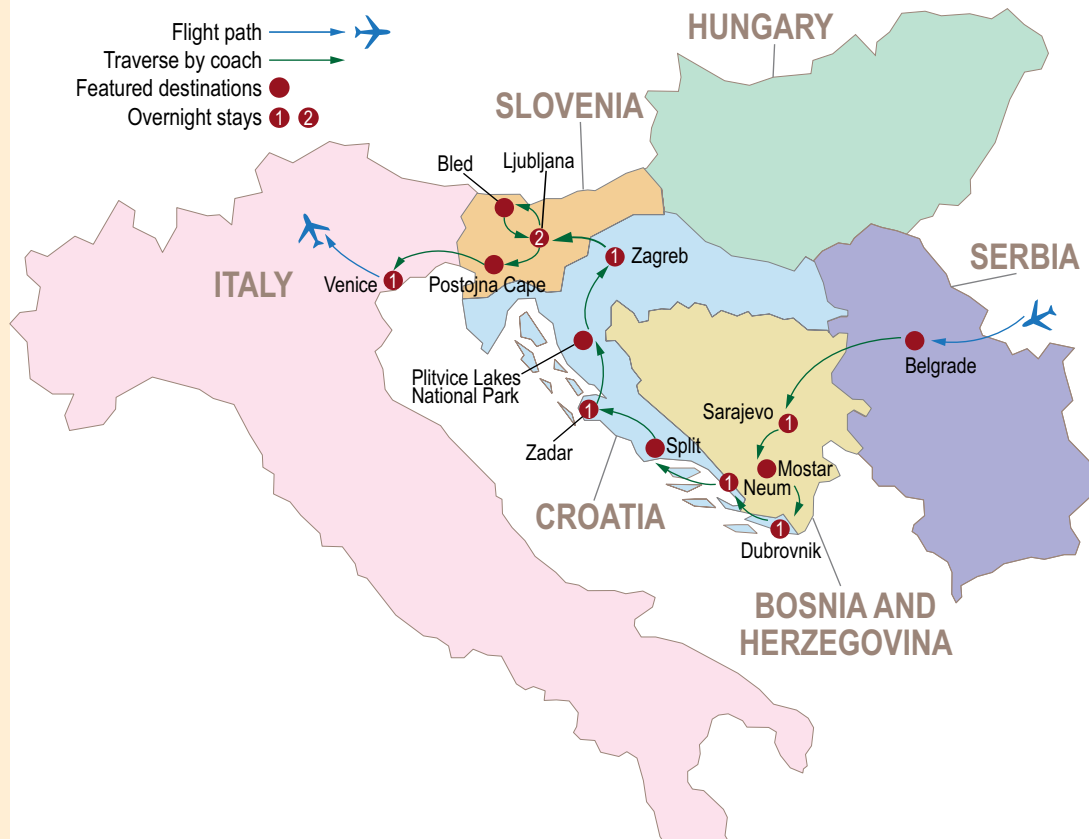 Flight path
Traverse by coach
Featured destinations
Overnight stays 1 2
HUNGARY
SLOVENIA
Bled
Ljubljana
2
1
Zagreb
SERBIA
ITALY
Venice
1
Postojna Cape
Belgrade
Plitvice Lakes
National Park
Sarajevo
1
1
Zadar
Split
Mostar
1
Neum
CROATIA
1
Dubrovnik
BOSNIA AND
HERZEGOVINA